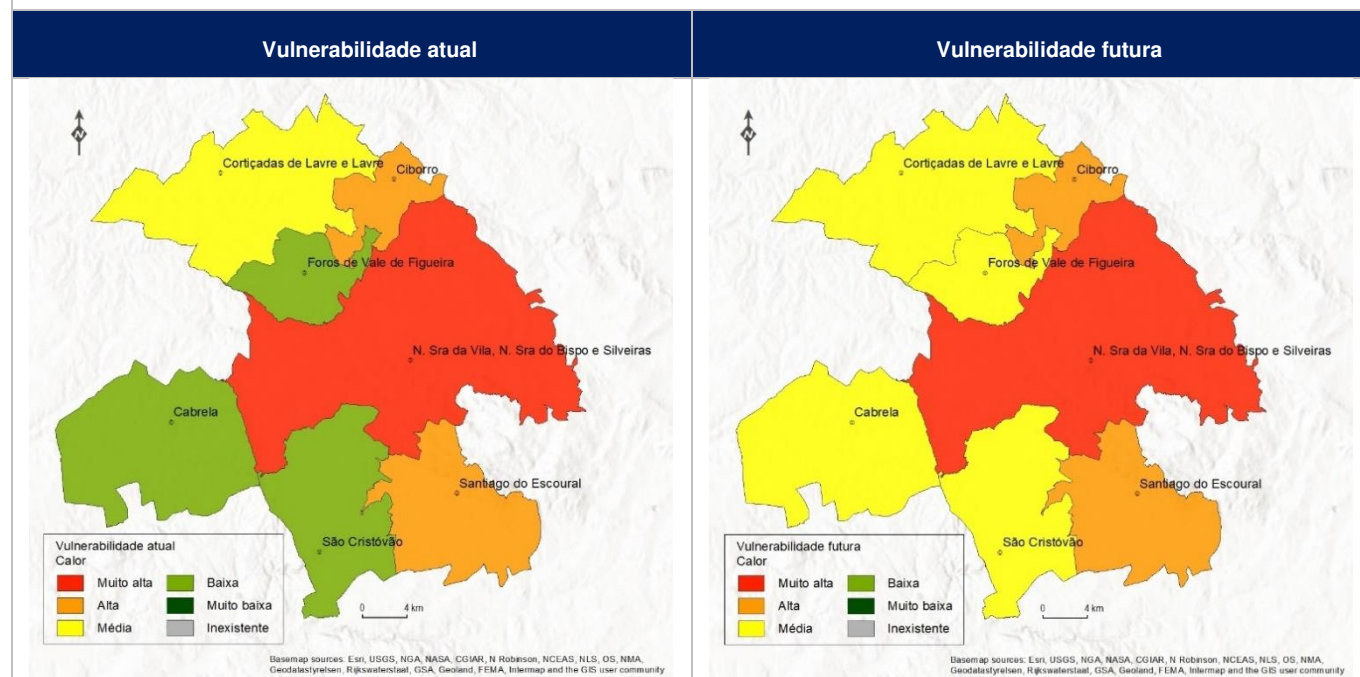 Vulnerabilidade atual
Vulnerabilidade futura
N
Cortiçadas de Lavre e Lavre
Ciborro
Foros de Vale de Figueira
N. Sra da Vila, N. Sra do Bispo e Silveiras
Cabrela
Santiago do Escoural
São Cristóvão
Vulnerabilidade atual
Calor
Muito alta
Alta
Média
Baixa
Muito baixa
Inexistente
0 4 km
Basemap sources: Esri, USGS, NGA, NASA, CGIAR, N Robinson, NCEAS, NLS, OS, NMA,
Geodatastyrelsen, Rijkswaterstaat, GSA, Geoland, FEMA, Intermap and the GIS user community
N
Cortiçadas de Lavre e Lavre
Ciborro
Foros de Vale de Figueira
N. Sra da Vila, N. Sra do Bispo e Silveiras
Cabrela
Santiago do Escoural
São Cristóvão
Vulnerabilidade futura
Calor
Muito alta
Alta
Média
Baixa
Muito baixa
Inexistente
0 4 km
Basemap sources: Esri, USGS, NGA, NASA, CGIAR, N Robinson, NCEAS, NLS, OS, NMA,
Geodatastyrelsen, Rijkswaterstaat, GSA, Geoland, FEMA, Intermap and the GIS user community